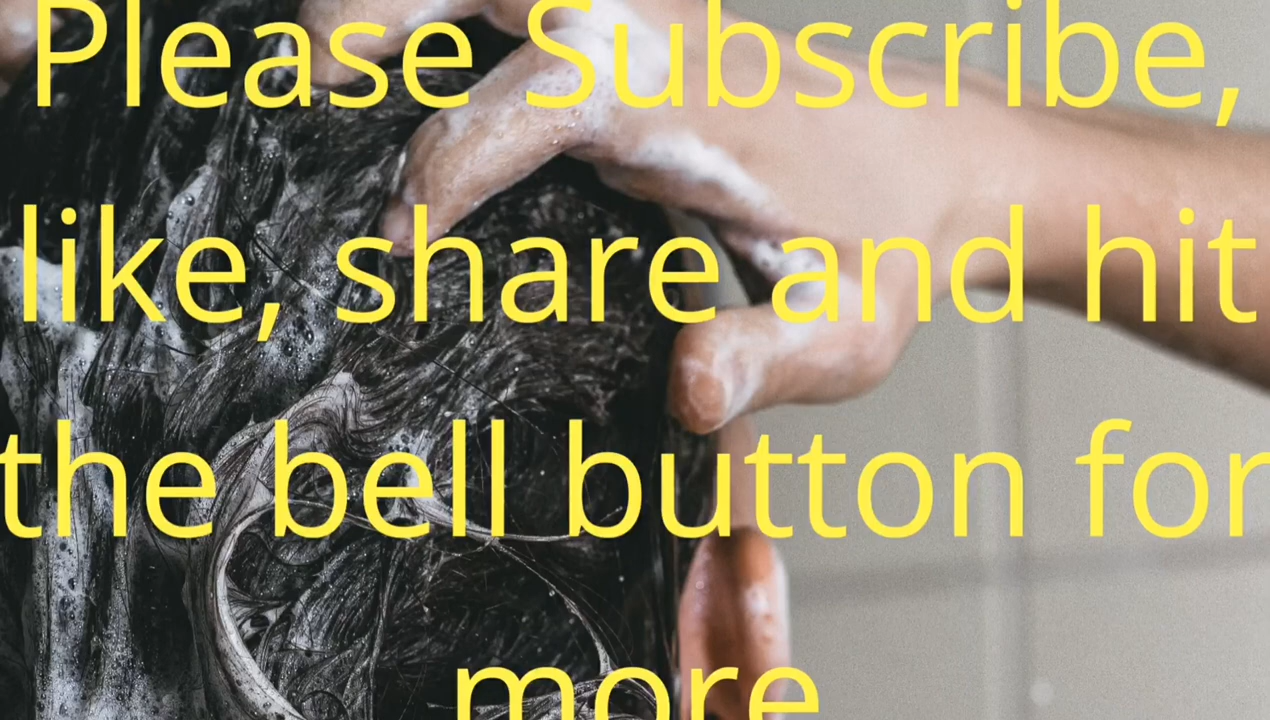 Please Subscribe,
like, share and hit
the bell button for
more